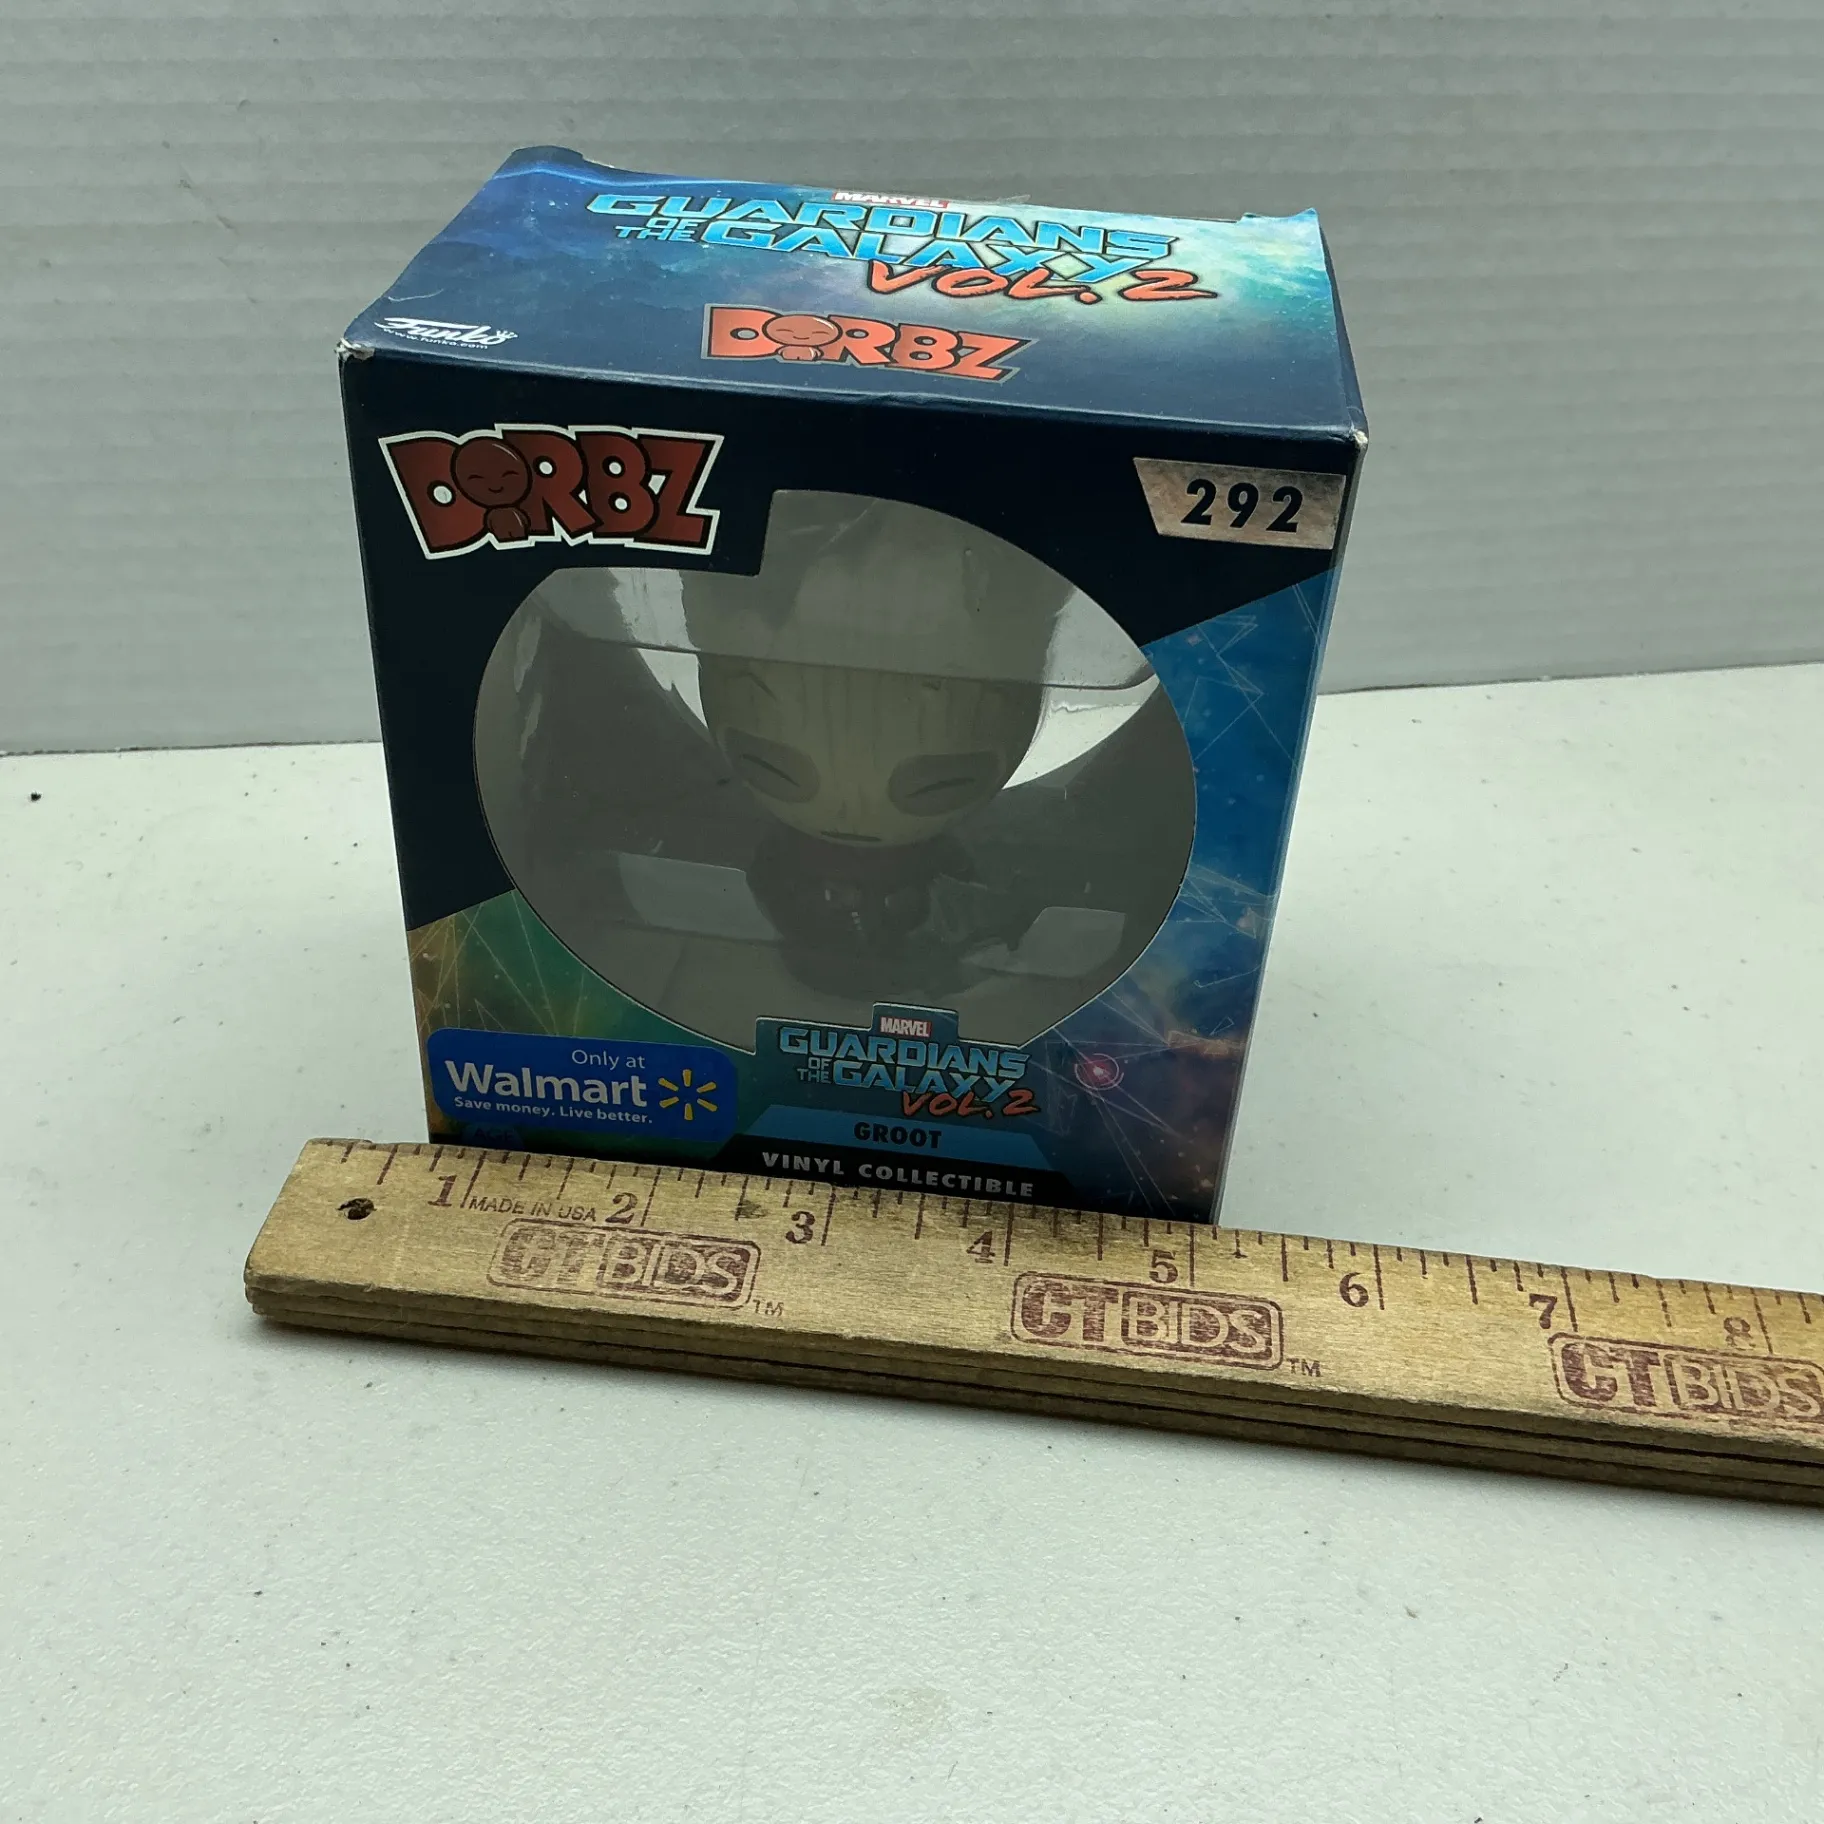 MARVEL
GUARDIANS
OF THE GALAXY
VOL. 2
Funko
www.funko.com
DORBZ
DORBZ
292
Only at
Walmart
Save money. Live better.
AGE
MARVEL
GUARDIANS
OF THE GALAXY
VOL. 2
GROOT
VINYL COLLECTIBLE
1 2 3 4 5 6 7 8
MADE IN USA
CTBIDS TM
CTBIDS TM
CTBIDS